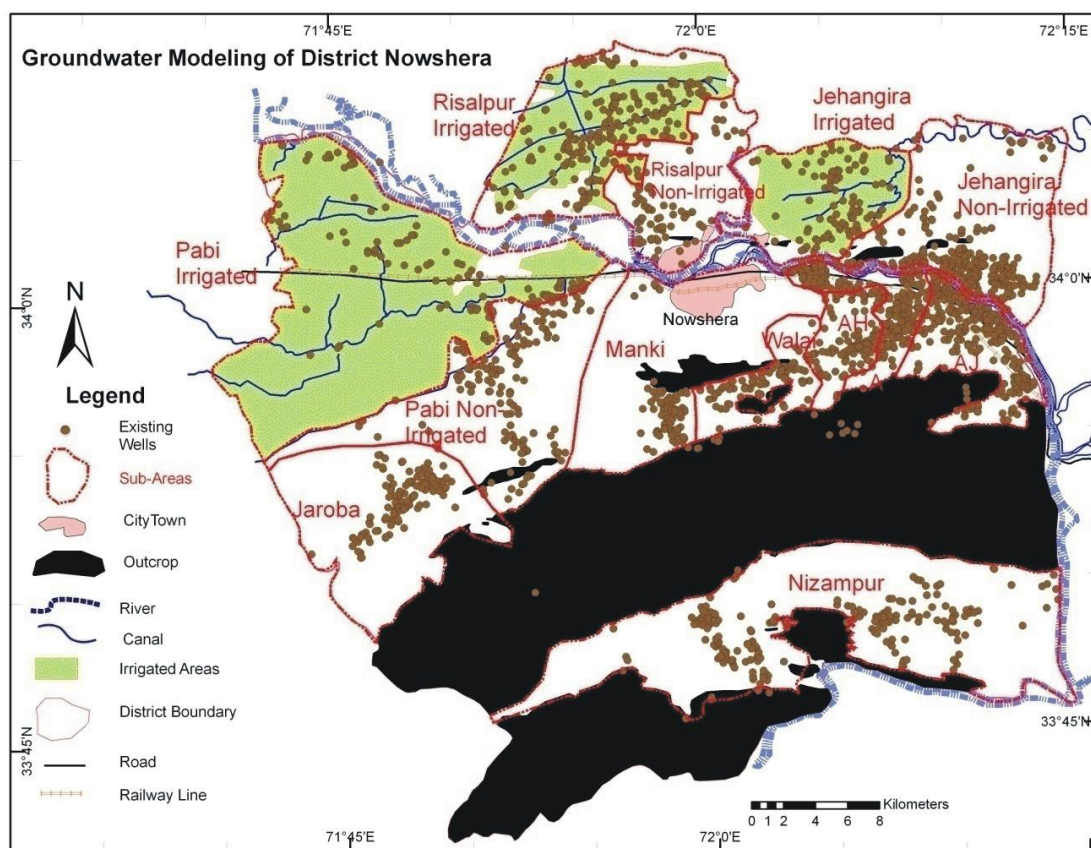 71°45'E
72°0'E
72°15'E
Groundwater Modeling of District Nowshera
Risalpur
Irrigated
Jehangira
Irrigated
Risalpur
Non-Irrigated
Jehangira
Non-Irrigated
Pabi
Irrigated
34°0'N
34°0'N
N
Nowshera
Manki
Walai
AH
A
AJ
Pabi Non-
Irrigated
Jaroba
Nizampur
Legend
Existing
Wells
Sub-Areas
CityTown
Outcrop
River
Canal
Irrigated Areas
District Boundary
Road
Railway Line
33°45'N
33°45'N
Kilometers
0 1 2 4 6 8
71°45'E
72°0'E